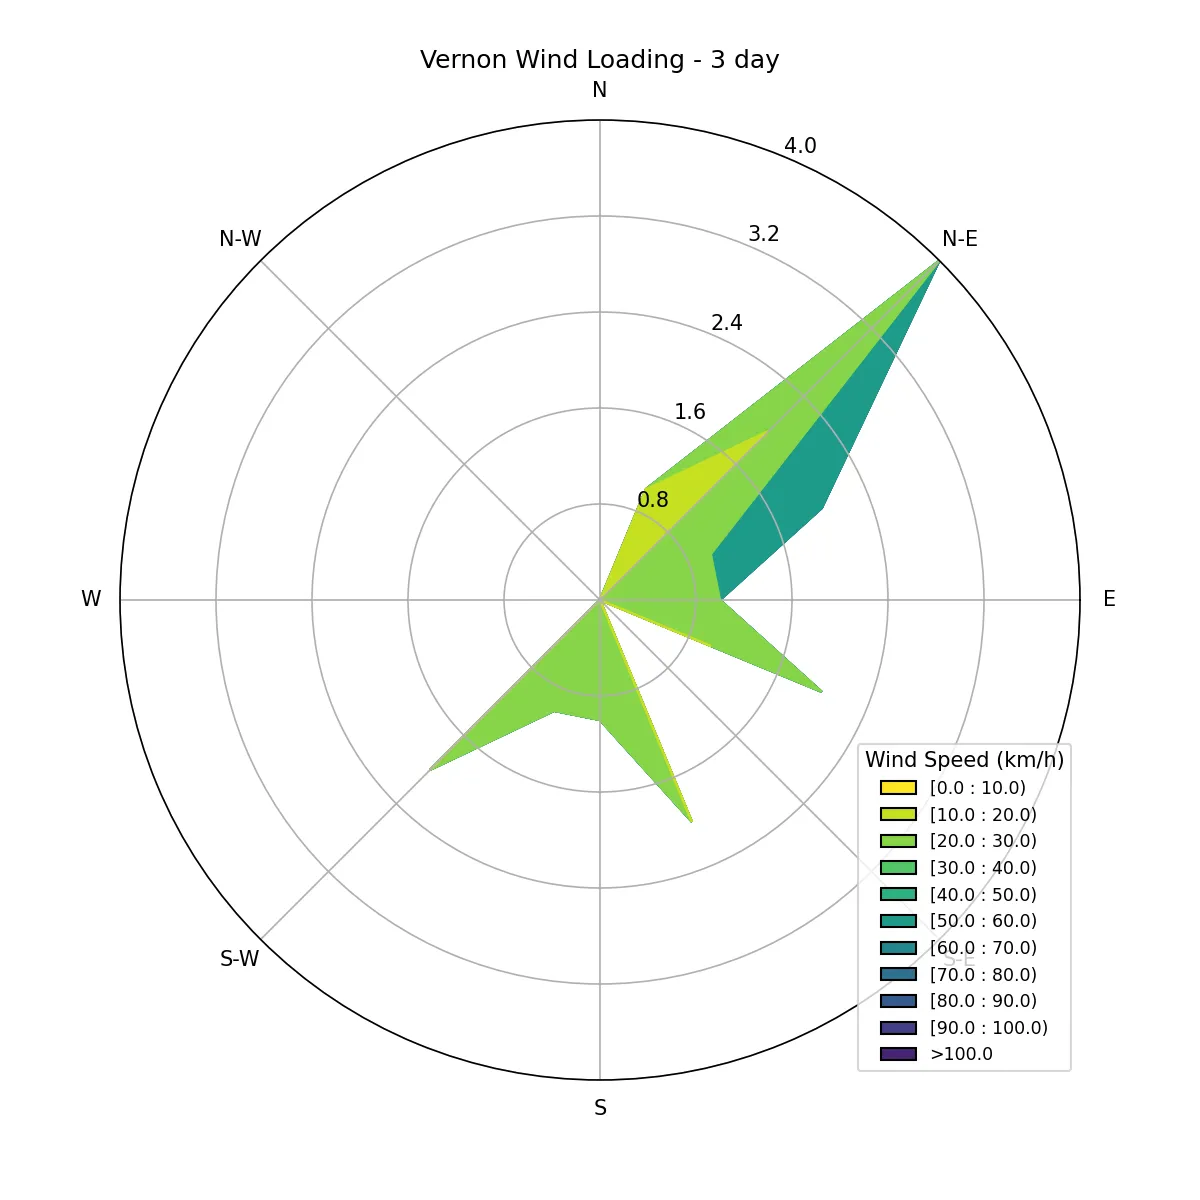 Vernon Wind Loading - 3 day
N
4.0
N-W
3.2
N-E
2.4
1.6
0.8
W
E
S-W
S-E
S
Wind Speed (km/h)
[0.0 : 10.0)
[10.0 : 20.0)
[20.0 : 30.0)
[30.0 : 40.0)
[40.0 : 50.0)
[50.0 : 60.0)
[60.0 : 70.0)
[70.0 : 80.0)
[80.0 : 90.0)
[90.0 : 100.0)
>100.0